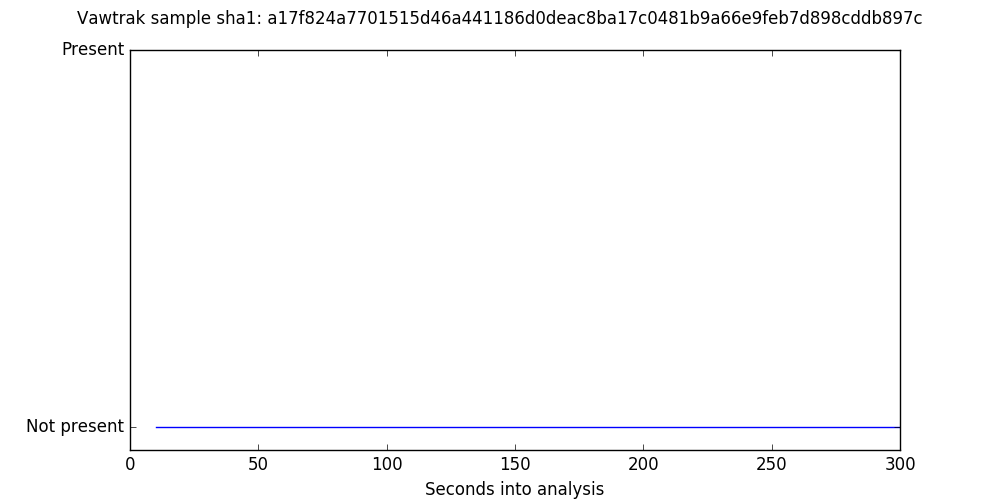 Vawtrak sample sha1: a17f824a7701515d46a441186d0deac8ba17c0481b9a66e9feb7d898cddb897c
Present
Not present
0 50 100 150 200 250 300
Seconds into analysis